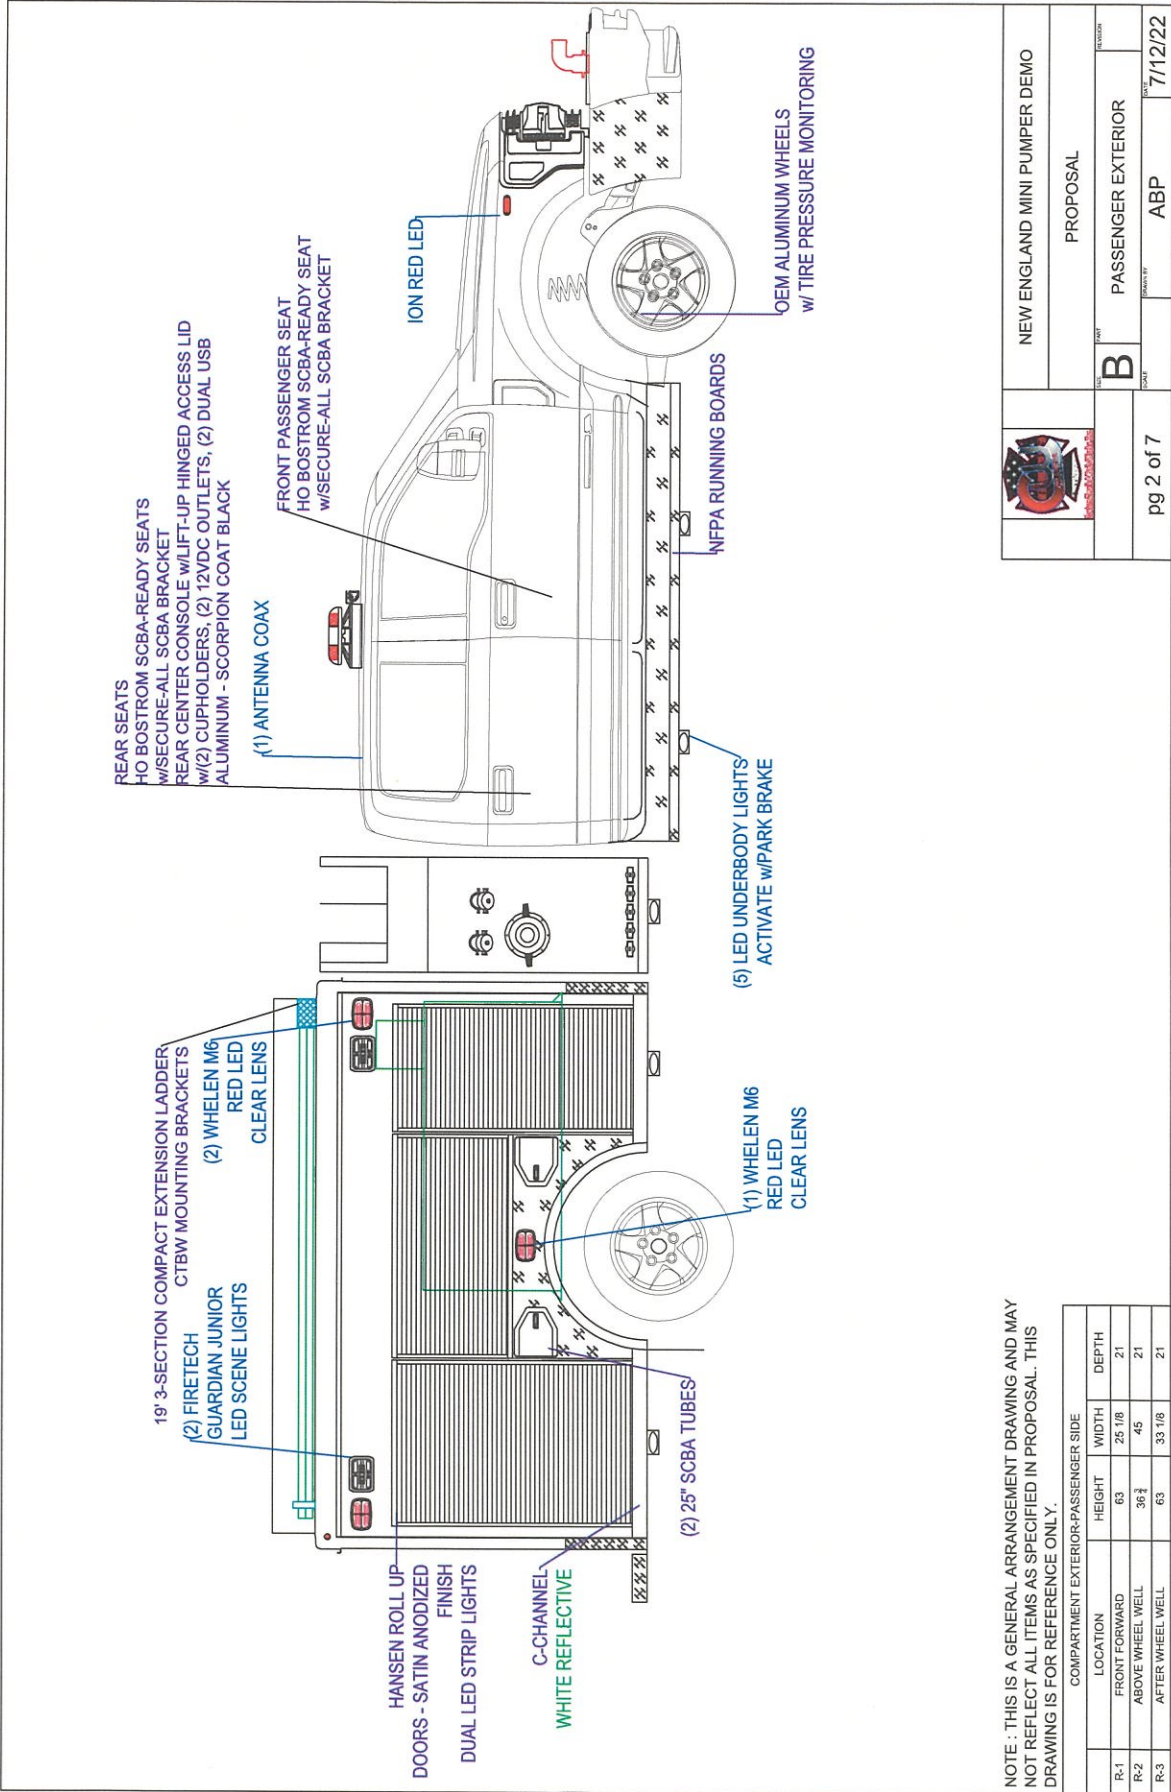 REAR SEATS
HO BOSTROM SCBA-READY SEATS
w/SECURE-ALL SCBA BRACKET
REAR CENTER CONSOLE w/LIFT-UP HINGED ACCESS LID
w/(2) CUPHOLDERS, (2) 12VDC OUTLETS, (2) DUAL USB
ALUMINUM - SCORPION COAT BLACK
(1) ANTENNA COAX
FRONT PASSENGER SEAT
HO BOSTROM SCBA-READY SEAT
w/SECURE-ALL SCBA BRACKET
ION RED LED
19' 3-SECTION COMPACT EXTENSION LADDER
CTBW MOUNTING BRACKETS
(2) FIRETECH
GUARDIAN JUNIOR
LED SCENE LIGHTS
(2) WHELEN M6
RED LED
CLEAR LENS
HANSEN ROLL UP
DOORS - SATIN ANODIZED
FINISH
DUAL LED STRIP LIGHTS
C-CHANNEL
WHITE REFLECTIVE
(2) 25" SCBA TUBES
(1) WHELEN M6
RED LED
CLEAR LENS
(5) LED UNDERBODY LIGHTS
ACTIVATE w/PARK BRAKE
NFPA RUNNING BOARDS
OEM ALUMINUM WHEELS
w/ TIRE PRESSURE MONITORING
NOTE : THIS IS A GENERAL ARRANGEMENT DRAWING AND MAY
NOT REFLECT ALL ITEMS AS SPECIFIED IN PROPOSAL. THIS
DRAWING IS FOR REFERENCE ONLY.
COMPARTMENT EXTERIOR-PASSENGER SIDE
LOCATION HEIGHT WIDTH DEPTH
R-1 FRONT FORWARD 63 25 1/8 21
R-2 ABOVE WHEEL WELL 36 3/4 45 21
R-3 AFTER WHEEL WELL 63 33 1/8 21
NEW ENGLAND MINI PUMPER DEMO
PROPOSAL
SIZE
B
PART
PASSENGER EXTERIOR
REVISION
pg 2 of 7
SCALE
DRAWN BY
ABP
DATE
7/12/22